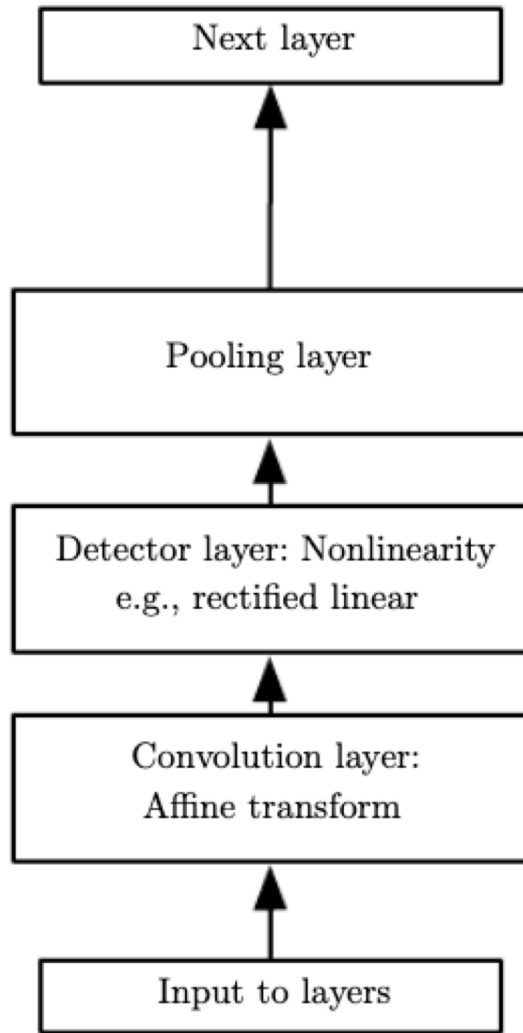 Next layer
Pooling layer
Detector layer: Nonlinearity
e.g., rectified linear
Convolution layer:
Affine transform
Input to layers